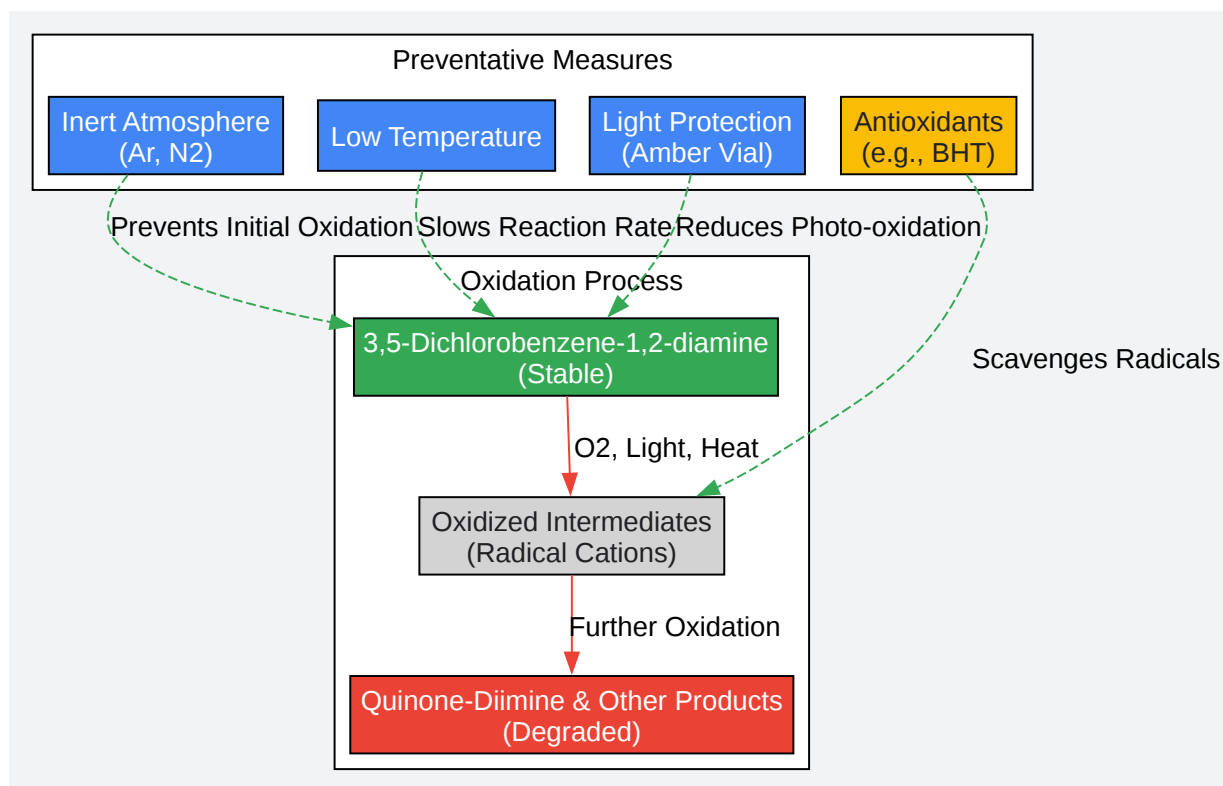 Preventative Measures
Inert Atmosphere
(Ar, N2)
Low Temperature
Light Protection
(Amber Vial)
Antioxidants
(e.g., BHT)
Prevents Initial Oxidation
Slows Reaction Rate
Reduces Photo-oxidation
Oxidation Process
3,5-Dichlorobenzene-1,2-diamine
(Stable)
Scavenges Radicals
O2, Light, Heat
Oxidized Intermediates
(Radical Cations)
Further Oxidation
Quinone-Diimine & Other Products
(Degraded)